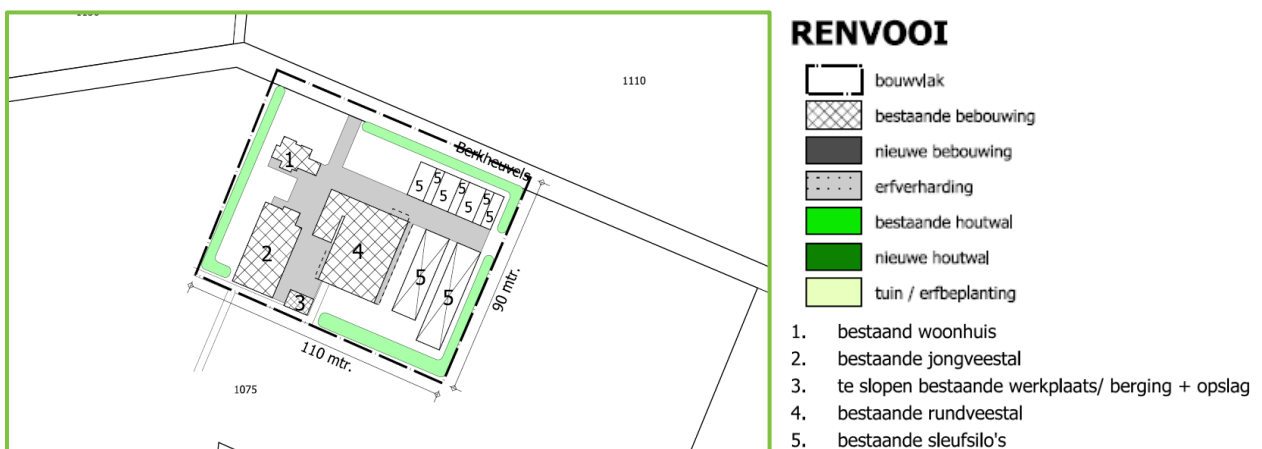 RENVOOI
bouwvlak
bestaande bebouwing
nieuwe bebouwing
erfverharding
bestaande houtwal
nieuwe houtwal
tuin / erfbeplanting
1. bestaand woonhuis
2. bestaande jongveestal
3. te slopen bestaande werkplaats/ berging + opslag
4. bestaande rundveestal
5. bestaande sleufsilo's
1110
Berkheuvels
1
5
5
5
5
5
5
5
5
2
4
5
5
3
90 mtr.
110 mtr.
1075